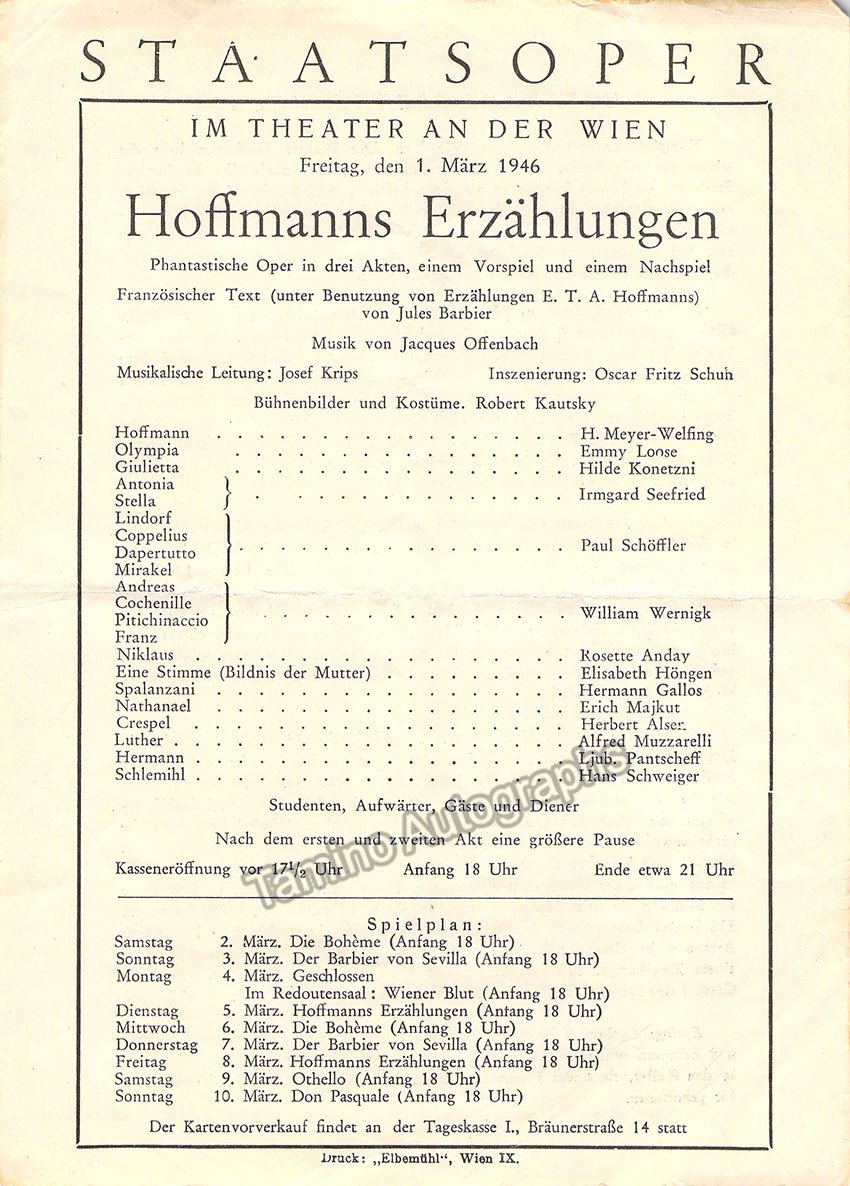 STAATSOPER
IM THEATER AN DER WIEN
Freitag, den 1. März 1946
Hoffmanns Erzählungen
Phantastische Oper in drei Akten, einem Vorspiel und einem Nachspiel
Französischer Text (unter Benutzung von Erzählungen E. T. A. Hoffmanns)
von Jules Barbier
Musik von Jacques Offenbach
Musikalische Leitung: Josef Krips Inszenierung: Oscar Fritz Schuh
Bühnenbilder und Kostüme. Robert Kautsky
Hoffmann . . . . . . . . . . . . . . . . . H. Meyer-Welfing
Olympia . . . . . . . . . . . . . . . . . Emmy Loose
Giulietta . . . . . . . . . . . . . . . . Hilde Konetzni
Antonia
Stella } . . . . . . . . . . . . . . Irmgard Seefried
Lindorf
Coppelius
Dapertutto
Mirakel } . . . . . . . . . . . . . . . . Paul Schöffler
Andreas
Cochenille
Pitichinaccio
Franz } . . . . . . . . . . . . . . . William Wernigk
Niklaus . . . . . . . . . . . . . . . . . Rosette Anday
Eine Stimme (Bildnis der Mutter) . . . . . . . . Elisabeth Höngen
Spalanzani . . . . . . . . . . . . . . . . Hermann Gallos
Nathanael . . . . . . . . . . . . . . . . Erich Majkut
Crespel . . . . . . . . . . . . . . . . . Herbert Alsen
Luther . . . . . . . . . . . . . . . . . . Alfred Muzzarelli
Hermann . . . . . . . . . . . . . . . . . Ljub. Pantscheff
Schlemihl . . . . . . . . . . . . . . . . . Hans Schweiger
Studenten, Aufwärter, Gäste und Diener
Nach dem ersten und zweiten Akt eine größere Pause
Kasseneröffnung vor 17½ Uhr Anfang 18 Uhr Ende etwa 21 Uhr
Tamino Autographs
Spielplan:
Samstag 2. März. Die Bohème (Anfang 18 Uhr)
Sonntag 3. März. Der Barbier von Sevilla (Anfang 18 Uhr)
Montag 4. März. Geschlossen
Im Redoutensaal: Wiener Blut (Anfang 18 Uhr)
Dienstag 5. März. Hoffmanns Erzählungen (Anfang 18 Uhr)
Mittwoch 6. März. Die Bohème (Anfang 18 Uhr)
Donnerstag 7. März. Der Barbier von Sevilla (Anfang 18 Uhr)
Freitag 8. März. Hoffmanns Erzählungen (Anfang 18 Uhr)
Samstag 9. März. Othello (Anfang 18 Uhr)
Sonntag 10. März. Don Pasquale (Anfang 18 Uhr)
Der Kartenvorverkauf findet an der Tageskasse I., Bräunerstraße 14 statt
Druck: „Elbemühl“, Wien IX.